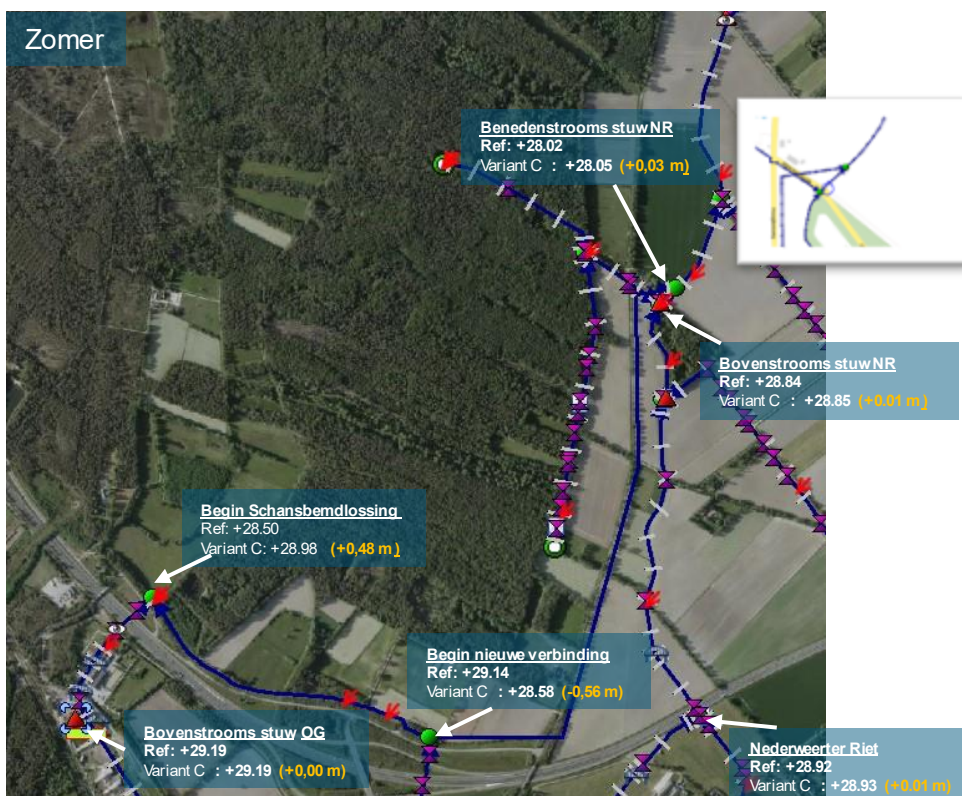 Zomer
Benedenstrooms stuw NR
Ref: +28.02
Variant C : +28.05 (+0,03 m)
Bovenstrooms stuw NR
Ref: +28.84
Variant C : +28.85 (+0.01 m)
Begin Schansbemdlossing
Ref: +28.50
Variant C: +28.98 (+0,48 m)
Begin nieuwe verbinding
Ref: +29.14
Variant C : +28.58 (-0,56 m)
Bovenstrooms stuw OG
Ref: +29.19
Variant C : +29.19 (+0,00 m)
Nederweerter Riet
Ref: +28.92
Variant C : +28.93 (+0.01 m)